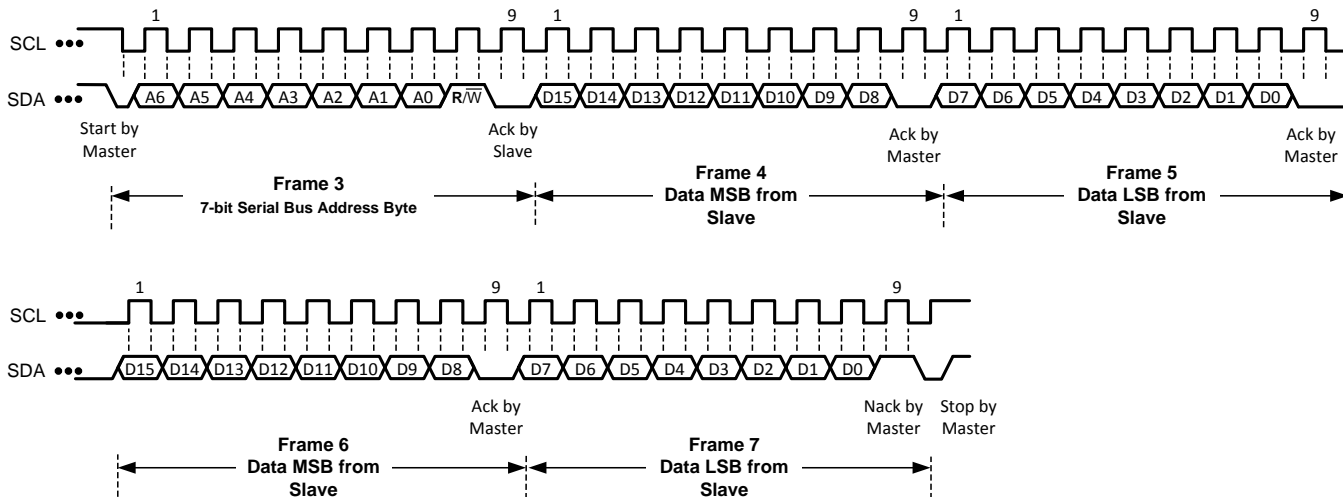 1 9 1 9 1 9
SCL •••
SDA ••• A6 A5 A4 A3 A2 A1 A0 R/W̅ D15 D14 D13 D12 D11 D10 D9 D8 D7 D6 D5 D4 D3 D2 D1 D0
Start by
Master
Ack by
Slave
Ack by
Master
Ack by
Master
Frame 3
7-bit Serial Bus Address Byte
Frame 4
Data MSB from
Slave
Frame 5
Data LSB from
Slave
1 9 1 9
SCL •••
SDA ••• D15 D14 D13 D12 D11 D10 D9 D8 D7 D6 D5 D4 D3 D2 D1 D0
Ack by
Master
Nack by
Master
Stop by
Master
Frame 6
Data MSB from
Slave
Frame 7
Data LSB from
Slave